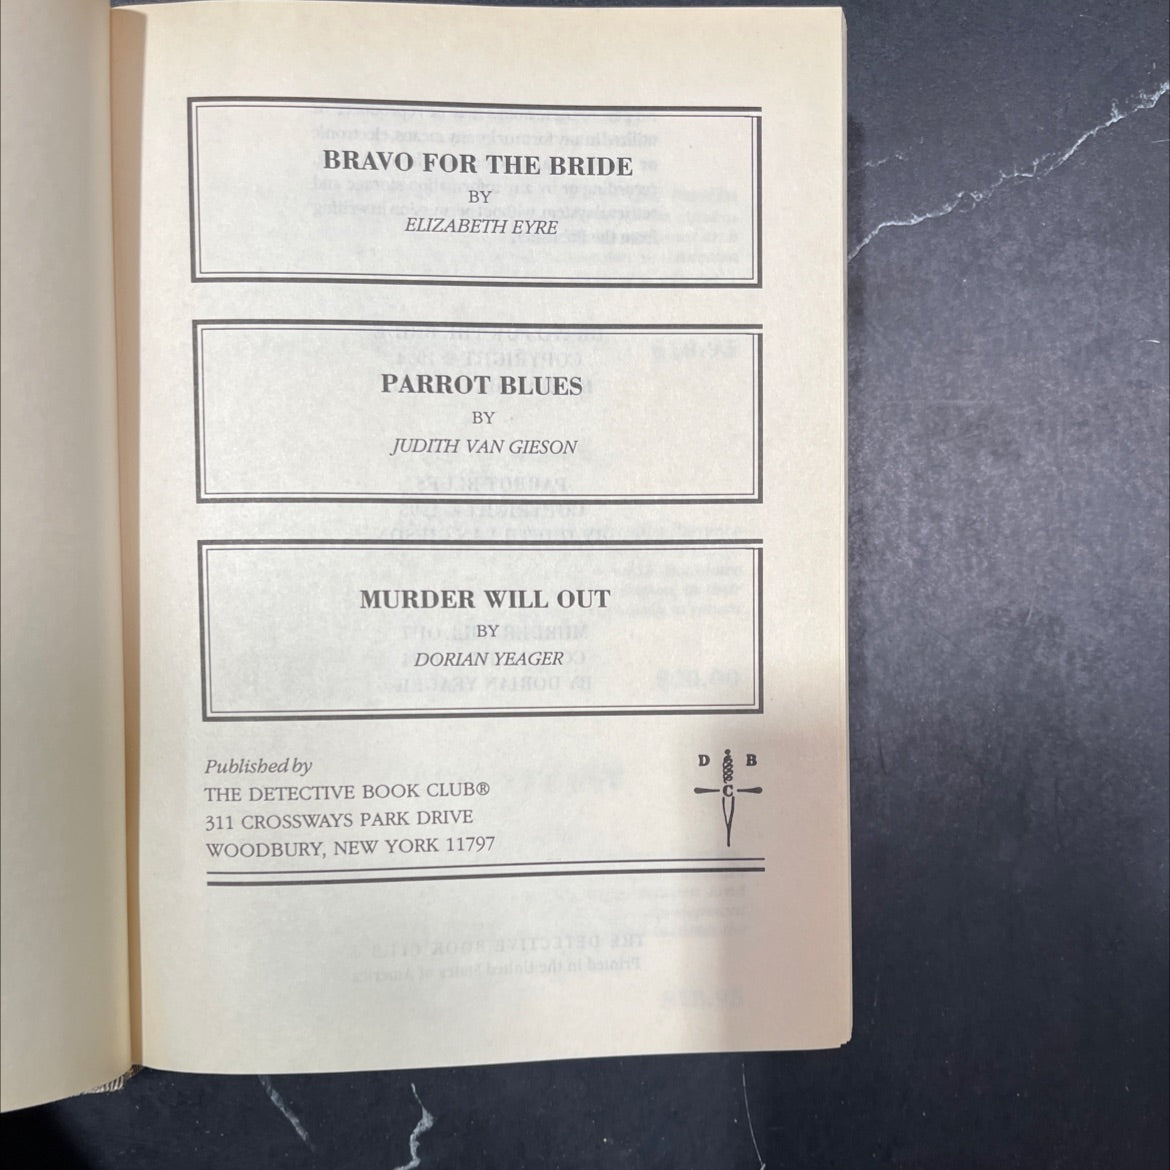 BRAVO FOR THE BRIDE
BY
ELIZABETH EYRE
PARROT BLUES
BY
JUDITH VAN GIESON
MURDER WILL OUT
BY
DORIAN YEAGER
Published by
THE DETECTIVE BOOK CLUB®
311 CROSSWAYS PARK DRIVE
WOODBURY, NEW YORK 11797
D B
C